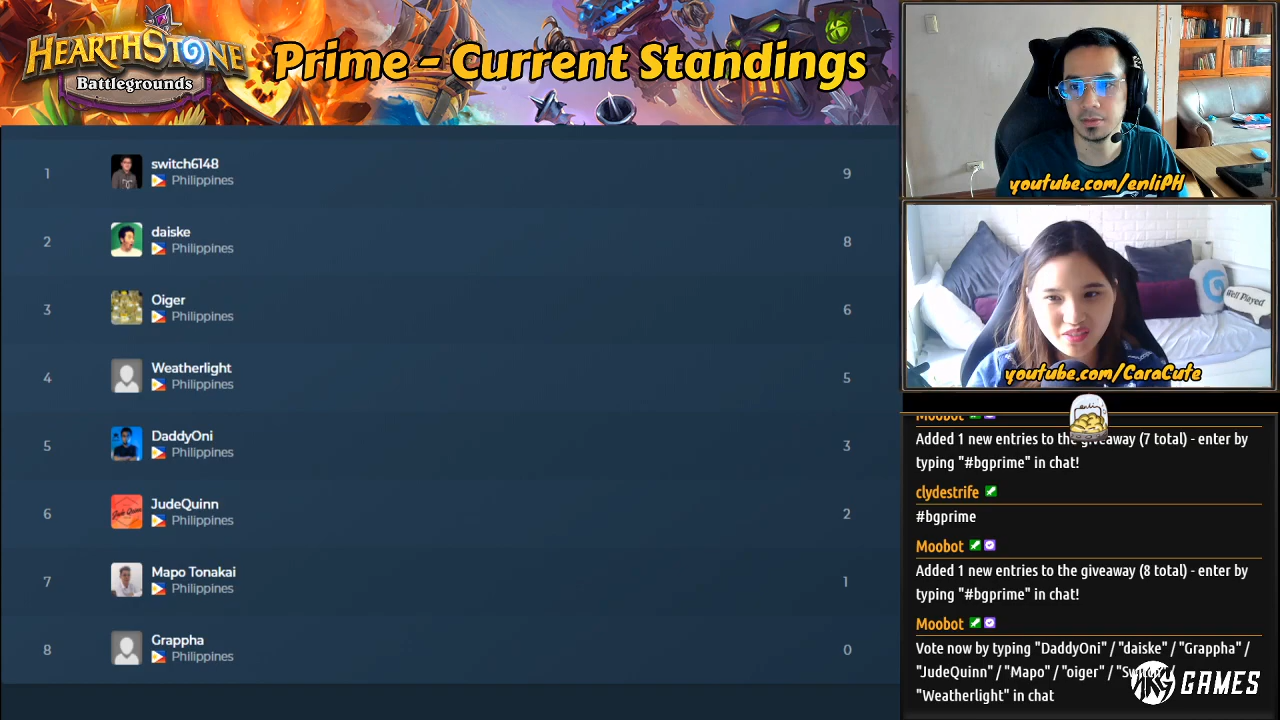 HEARTHSTONE
Battlegrounds
Prime - Current Standings
1 switch6148 9
Philippines
2 daiske 8
Philippines
3 Oiger 6
Philippines
4 Weatherlight 5
Philippines
5 DaddyOni 3
Philippines
6 JudeQuinn 2
Philippines
7 Mapo Tonakai 1
Philippines
8 Grappha 0
Philippines
youtube.com/enliPH
Well Played
youtube.com/CaraCute
enli
Moobot
Added 1 new entries to the giveaway (7 total) - enter by
typing "#bgprime" in chat!
clydestrife
#bgprime
Moobot
Added 1 new entries to the giveaway (8 total) - enter by
typing "#bgprime" in chat!
Moobot
Vote now by typing "DaddyOni" / "daiske" / "Grappha" /
"JudeQuinn" / "Mapo" / "oiger" /
"Weatherlight" in chat
GAMES